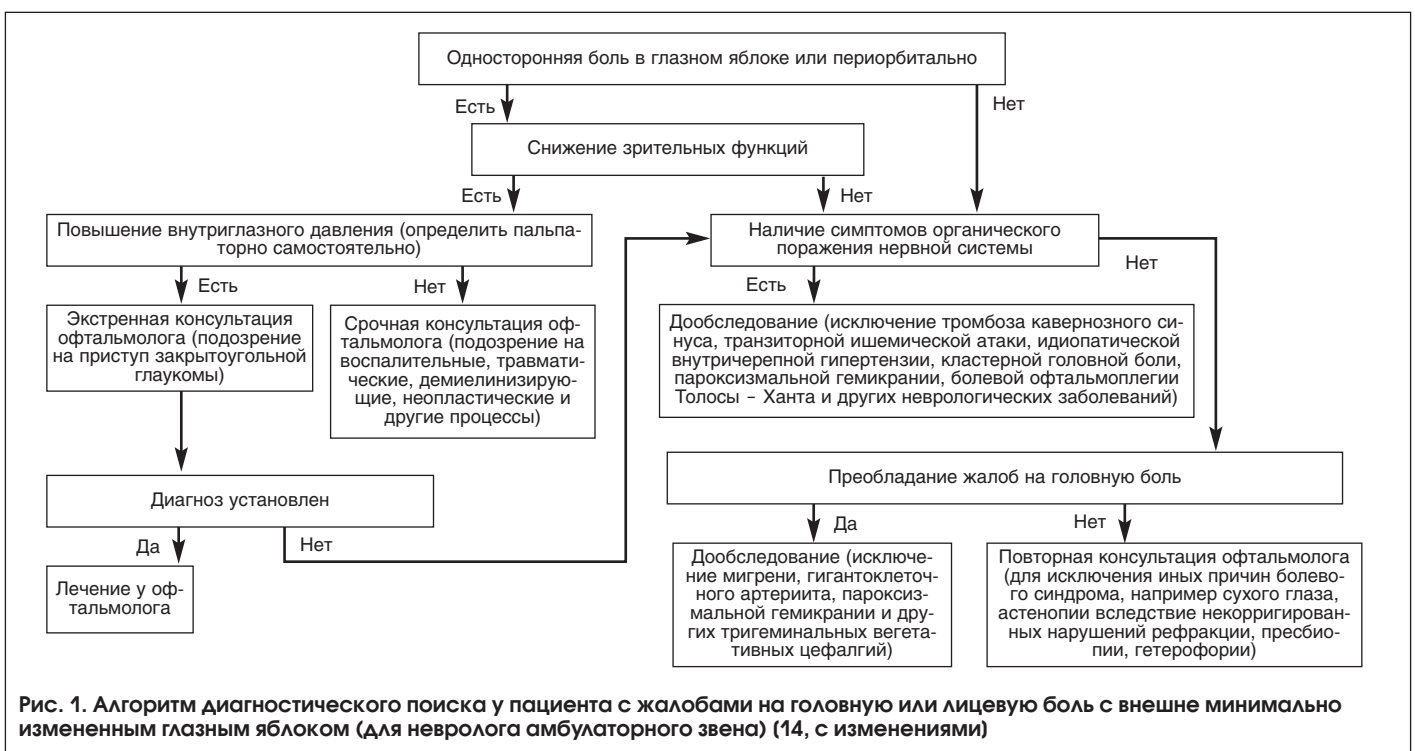 Односторонняя боль в глазном яблоке или периорбитально
Есть
Нет
Снижение зрительных функций
Есть
Нет
Повышение внутриглазного давления (определить пальпа-
торно самостоятельно)
Наличие симптомов органического
поражения нервной системы
Есть
Нет
Есть
Нет
Экстренная консультация
офтальмолога (подозрение
на приступ закрытоугольной
глаукомы)
Срочная консультация оф-
тальмолога (подозрение на
воспалительные, травмати-
ческие, демиелинизирую-
щие, неопластические и
другие процессы)
Дообследование (исключение тромбоза кавернозного си-
нуса, транзиторной ишемической атаки, идиопатической
внутричерепной гипертензии, кластерной головной боли,
пароксизмальной гемикрании, болевой офтальмоплегии
Толосы – Ханта и других неврологических заболеваний)
Диагноз установлен
Преобладание жалоб на головную боль
Да
Нет
Да
Нет
Лечение у оф-
тальмолога
Дообследование (исключе-
ние мигрени, гигантоклеточ-
ного артериита, пароксиз-
мальной гемикрании и дру-
гих тригеминальных вегета-
тивных цефалгий)
Повторная консультация офтальмолога
(для исключения иных причин болево-
го синдрома, например сухого глаза,
астенопии вследствие некорригирован-
ных нарушений рефракции, пресбио-
пии, гетерофории)
Рис. 1. Алгоритм диагностического поиска у пациента с жалобами на головную или лицевую боль с внешне минимально
измененным глазным яблоком (для невролога амбулаторного звена) [14, с изменениями]